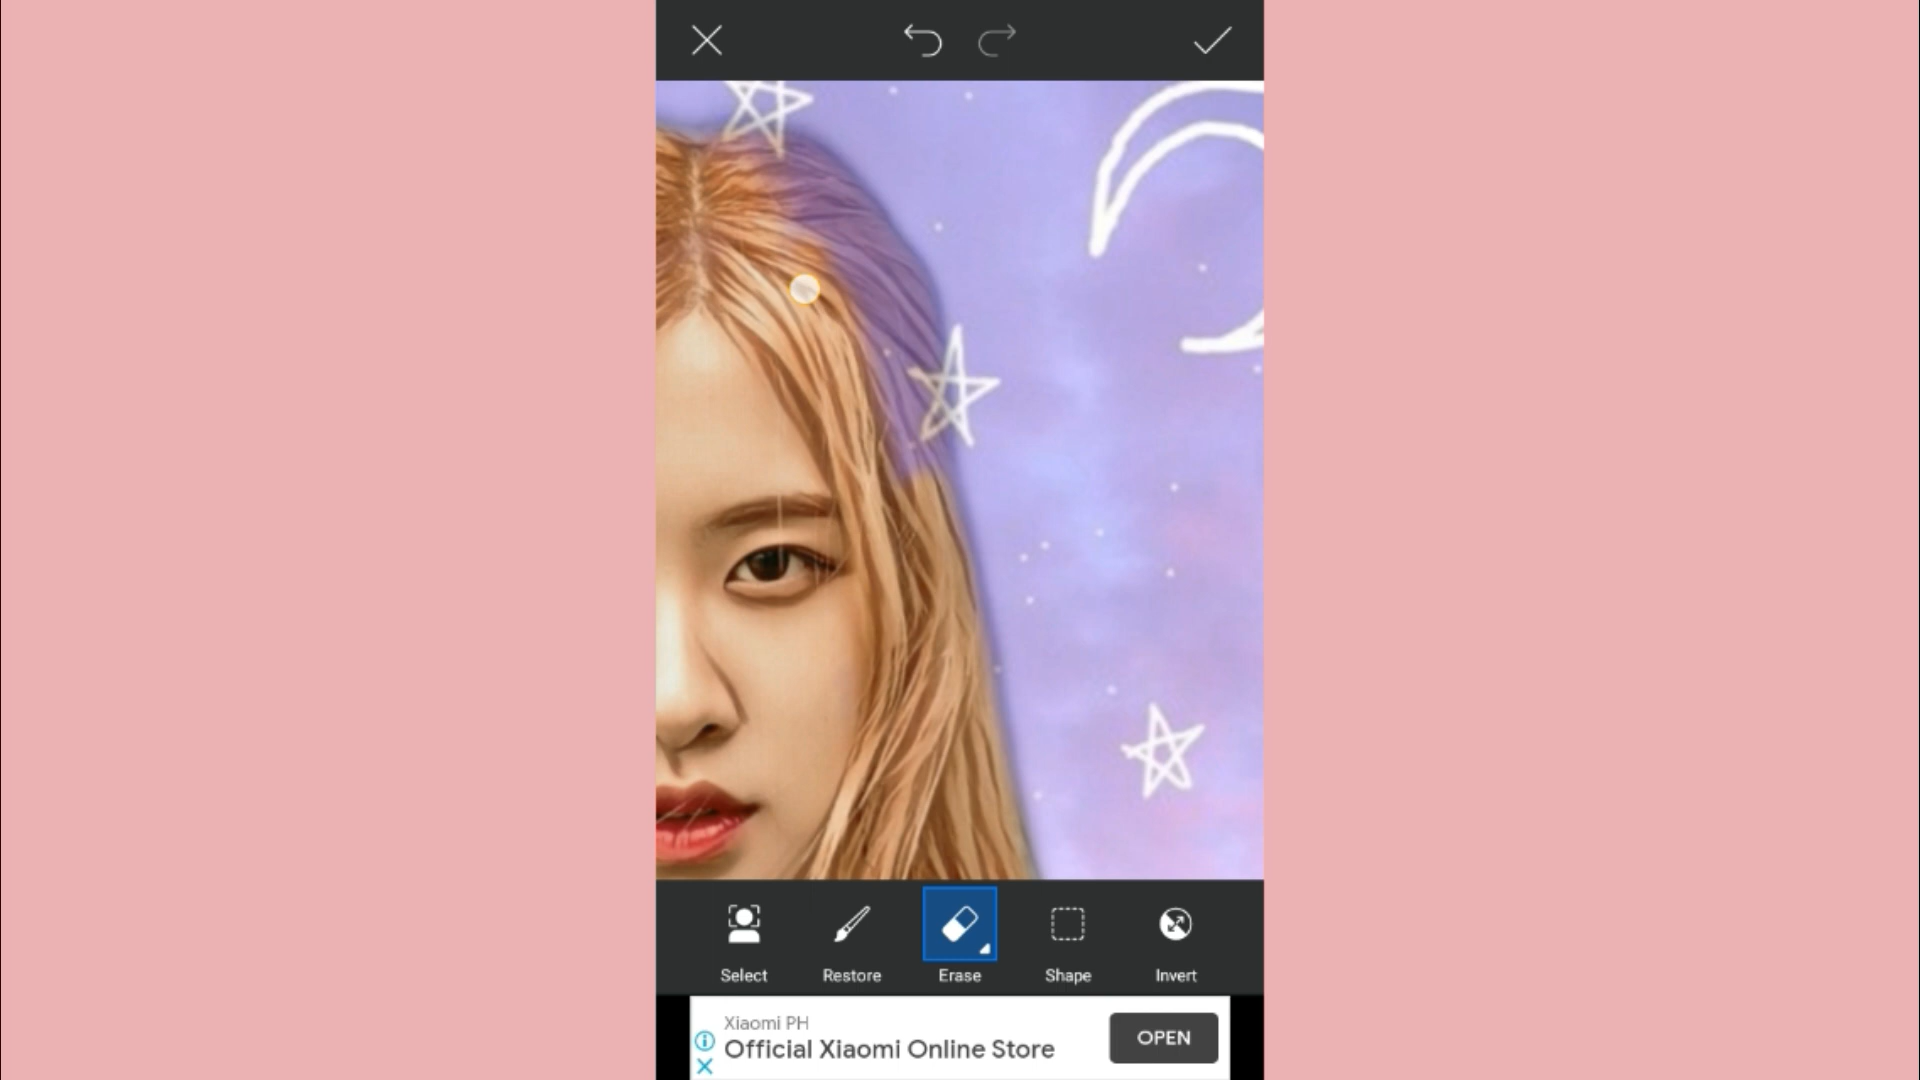 Select
Restore
Erase
Shape
Invert
Xiaomi PH
Official Xiaomi Online Store
OPEN